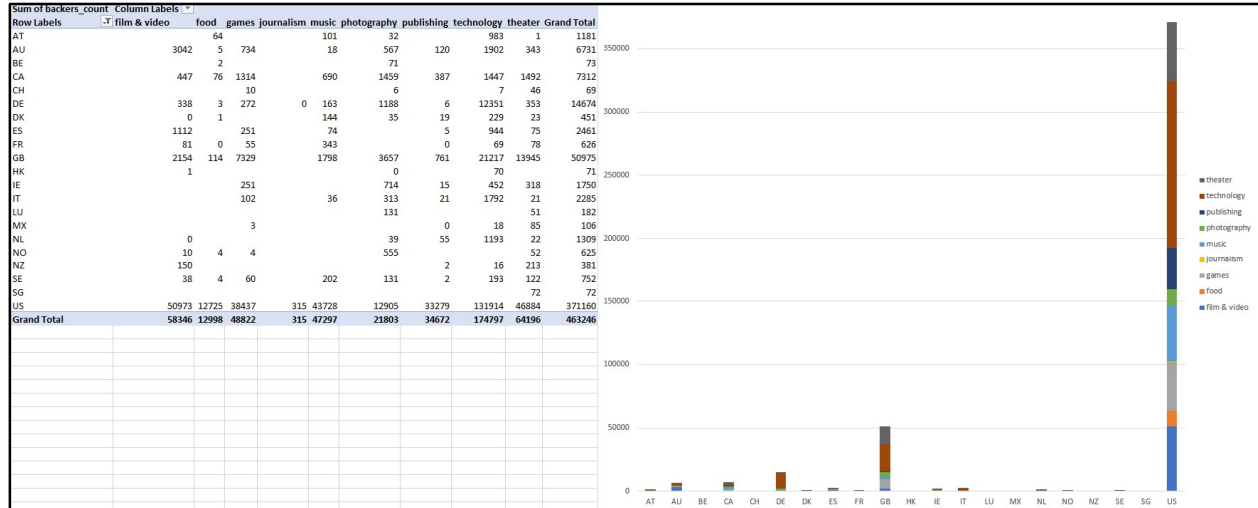 Sum of backers_count Column Labels
Row Labels film & video food games journalism music photography publishing technology theater Grand Total
AT 64 101 32 983 1 1181
AU 3042 5 734 18 567 120 1902 343 6731
BE 2 71 73
CA 447 76 1314 690 1459 387 1447 1492 7312
CH 10 6 7 46 69
DE 338 3 272 0 163 1188 6 12351 353 14674
DK 0 1 144 35 19 229 23 451
ES 1112 251 74 5 944 75 2461
FR 81 0 55 343 0 69 78 626
GB 2154 114 7329 1798 3657 761 21217 13945 50975
HK 1 0 70 71
IE 251 714 15 452 318 1750
IT 102 36 313 21 1792 21 2285
LU 131 51 182
MX 3 0 18 85 106
NL 0 39 55 1193 22 1309
NO 10 4 4 555 52 625
NZ 150 2 16 213 381
SE 38 4 60 202 131 2 193 122 752
SG 72 72
US 50973 12725 38437 315 43728 12905 33279 131914 46884 371160
Grand Total 58346 12998 48822 315 47297 21803 34672 174797 64196 463246
350000
300000
250000
200000
150000
100000
50000
0
AT AU BE CA CH DE DK ES FR GB HK IE IT LU MX NL NO NZ SE SG US
theater
technology
publishing
photography
music
journalism
games
food
film & video